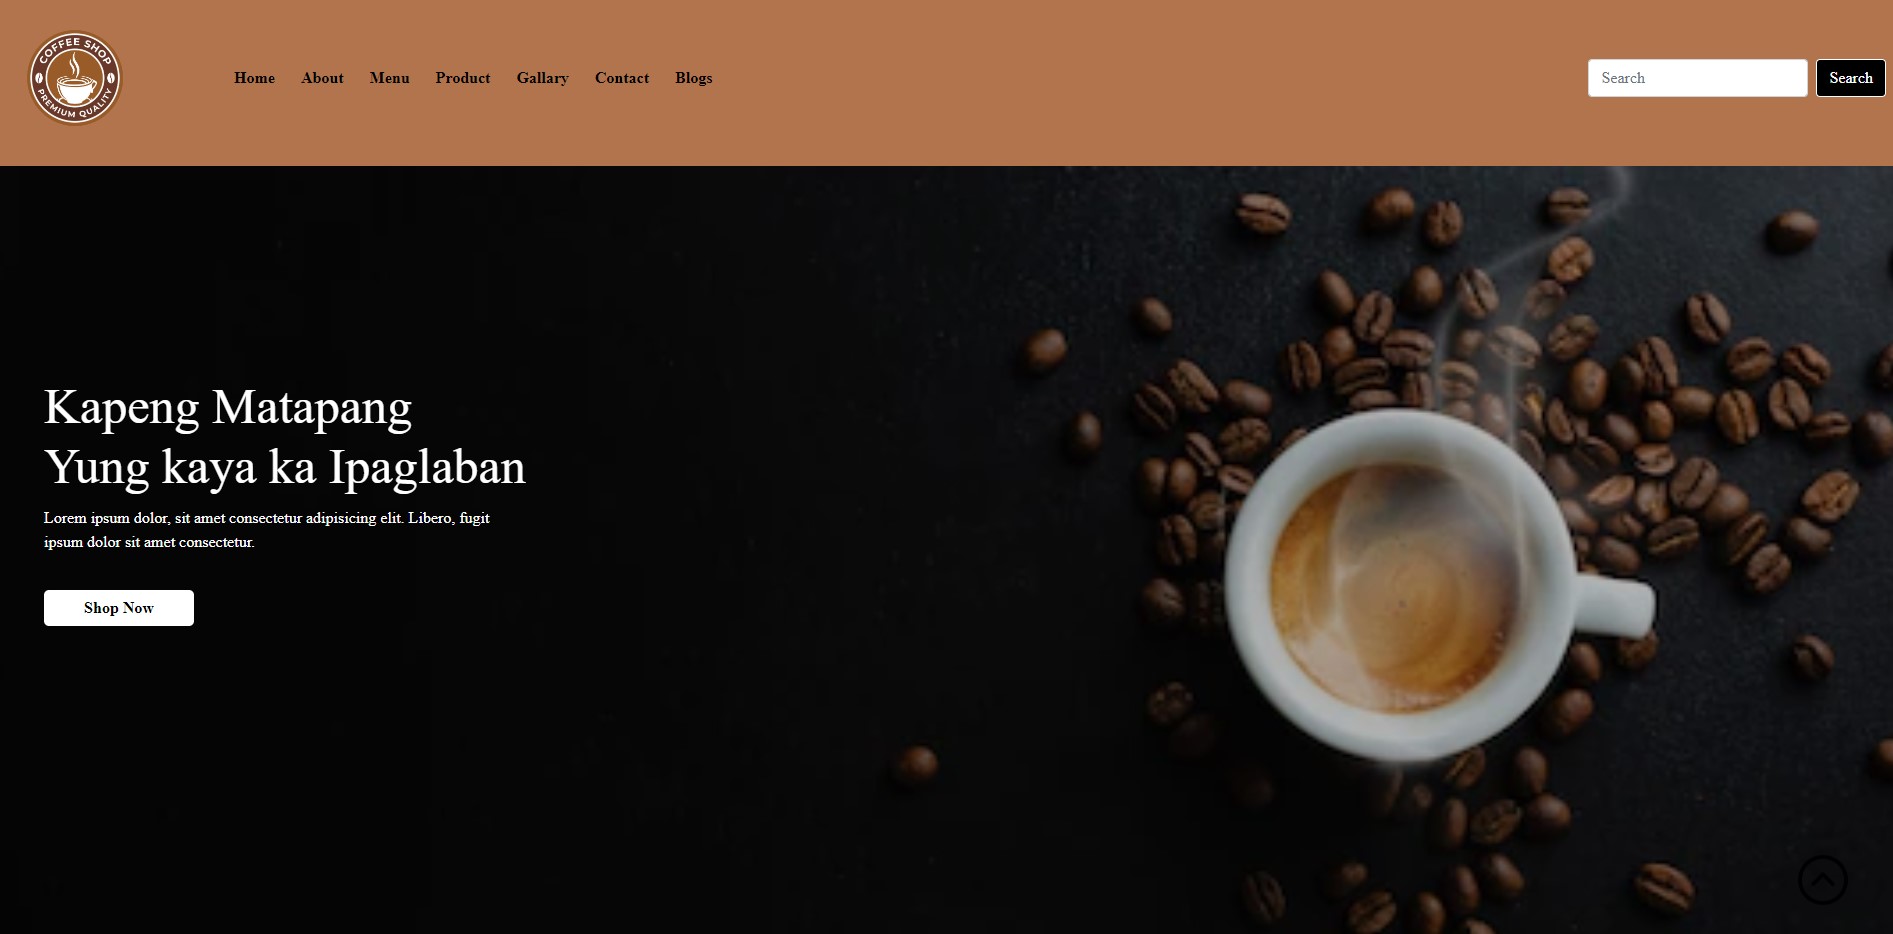 COFFEE SHOP
PREMIUM QUALITY
Home About Menu Product Gallary Contact Blogs
Search Search
Kapeng Matapang
Yung kaya ka Ipaglaban
Lorem ipsum dolor, sit amet consectetur adipisicing elit. Libero, fugit
ipsum dolor sit amet consectetur.
Shop Now